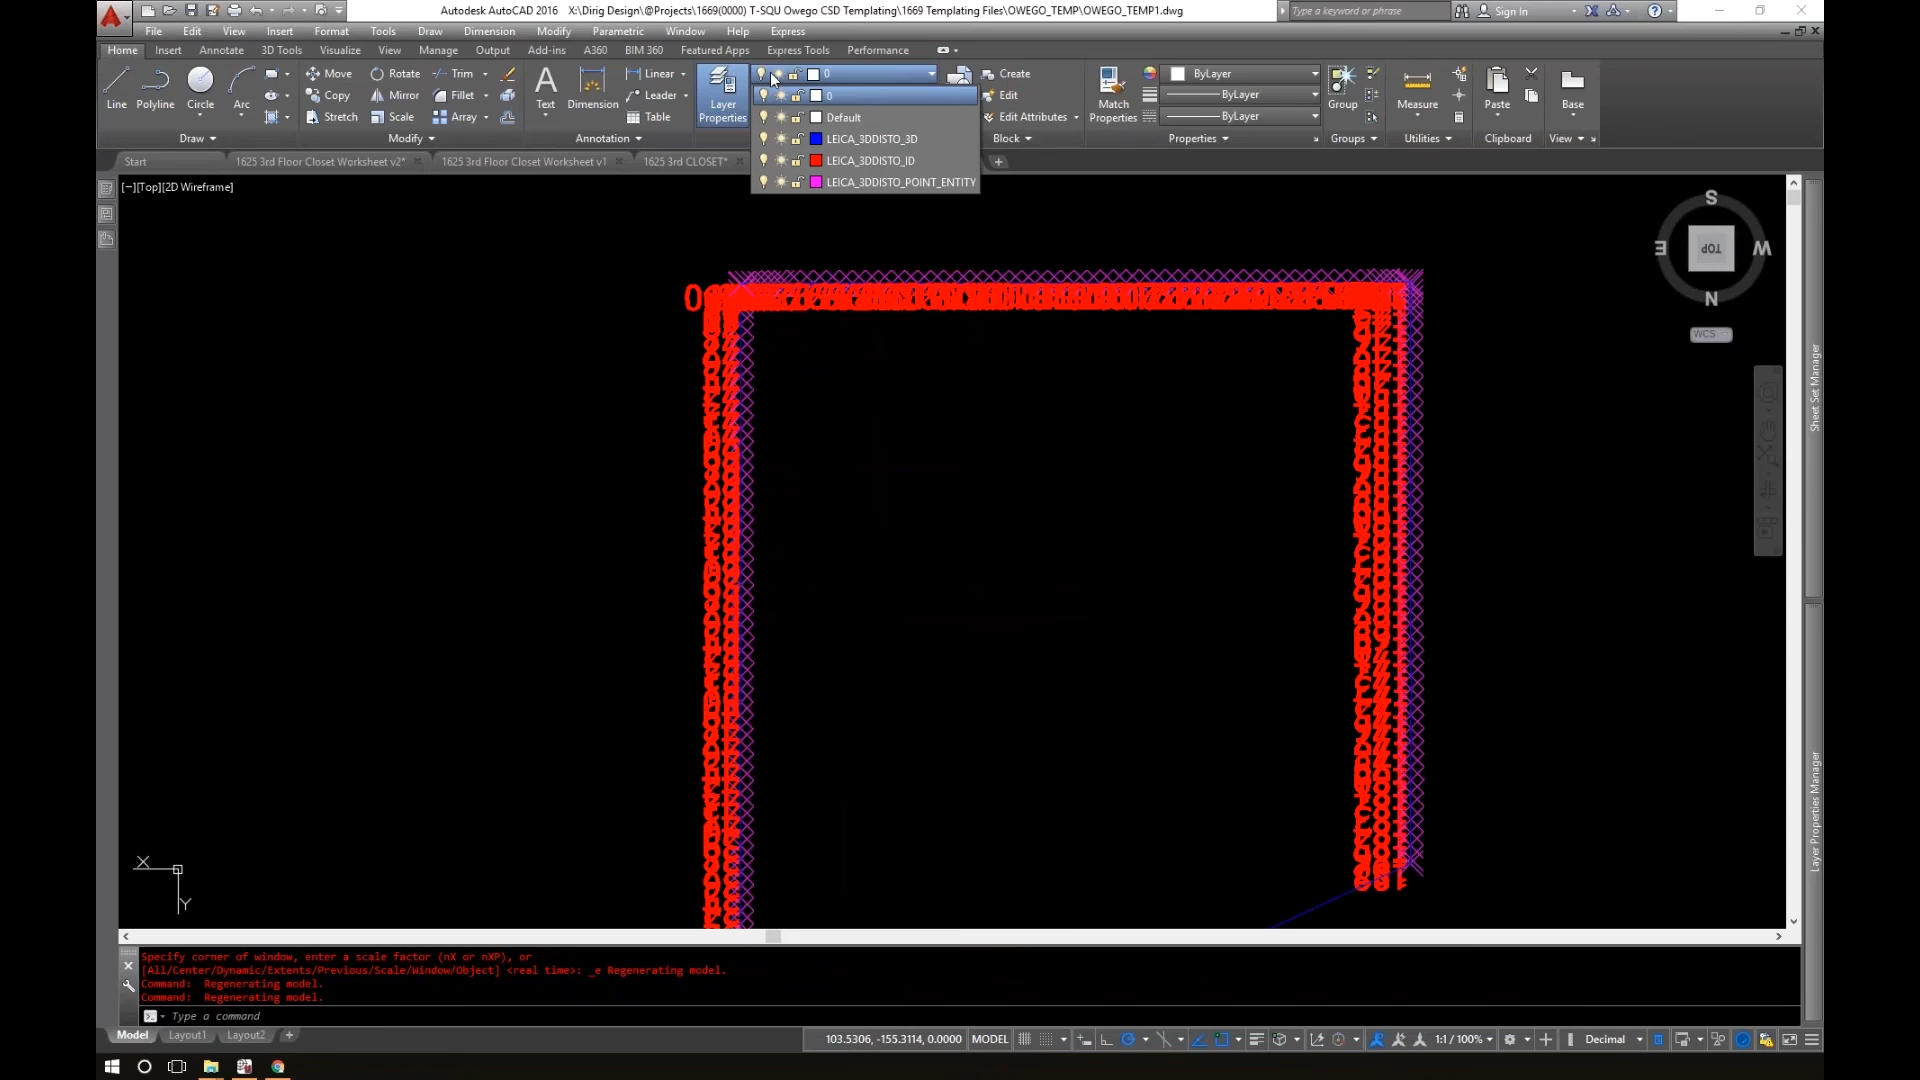 Autodesk AutoCAD 2016 X:\Dirig Design\@Projects\1669(0000) T-SQU Owego CSD Templating\1669 Templating Files\OWEGO_TEMP\OWEGO_TEMP1.dwg
Type a keyword or phrase
Sign In
File Edit View Insert Format Tools Draw Dimension Modify Parametric Window Help Express
Home Insert Annotate 3D Tools Visualize View Manage Output Add-ins A360 BIM 360 Featured Apps Express Tools Performance
Line Polyline Circle Arc
Move Rotate Trim
Copy Mirror Fillet
Stretch Scale Array
Text Dimension
Linear
Leader
Table
Layer Properties
0
Create
Edit
Edit Attributes
Match Properties
ByLayer
ByLayer
ByLayer
Group
Measure
Paste
Base
Draw Modify Annotation Block Properties Groups Utilities Clipboard View
0
Default
LEICA_3DDISTO_3D
LEICA_3DDISTO_ID
LEICA_3DDISTO_POINT_ENTITY
Start 1625 3rd Floor Closet Worksheet v2* 1625 3rd Floor Closet Worksheet v1 1625 3rd CLOSET*
[−][Top][2D Wireframe]
S
E TOP W
N
WCS
0
X
Y
Sheet Set Manager
Layer Properties Manager
Specify corner of window, enter a scale factor (nX or nXP), or
[All/Center/Dynamic/Extents/Previous/Scale/Window/Object] <real time>: _e Regenerating model.
Command: Regenerating model.
Command: Regenerating model.
Type a command
Model Layout1 Layout2
103.5306, -155.3114, 0.0000 MODEL 1:1 / 100% Decimal